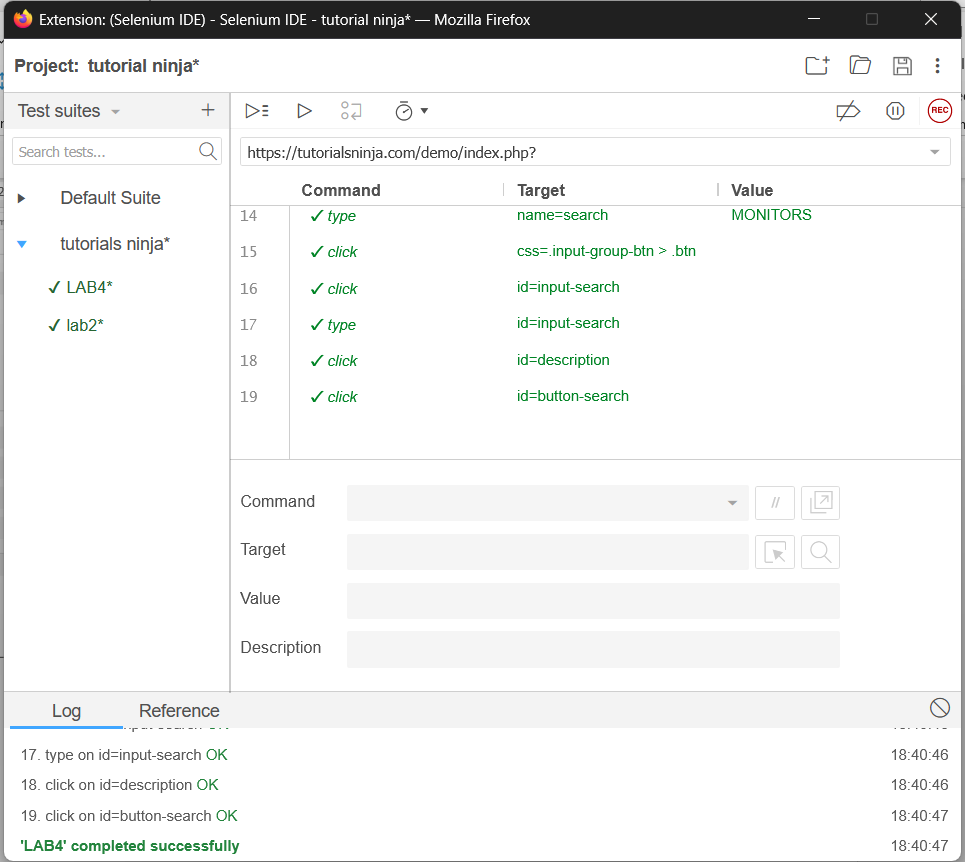 Extension: (Selenium IDE) - Selenium IDE - tutorial ninja* — Mozilla Firefox
Project: tutorial ninja*
Test suites
+
REC
Search tests...
https://tutorialsninja.com/demo/index.php?
Default Suite
tutorials ninja*
✓ LAB4*
✓ lab2*
Command Target Value
14 ✓ type name=search MONITORS
15 ✓ click css=.input-group-btn > .btn
16 ✓ click id=input-search
17 ✓ type id=input-search
18 ✓ click id=description
19 ✓ click id=button-search
Command //
Target
Value
Description
Log Reference
17. type on id=input-search OK 18:40:46
18. click on id=description OK 18:40:46
19. click on id=button-search OK 18:40:47
'LAB4' completed successfully 18:40:47